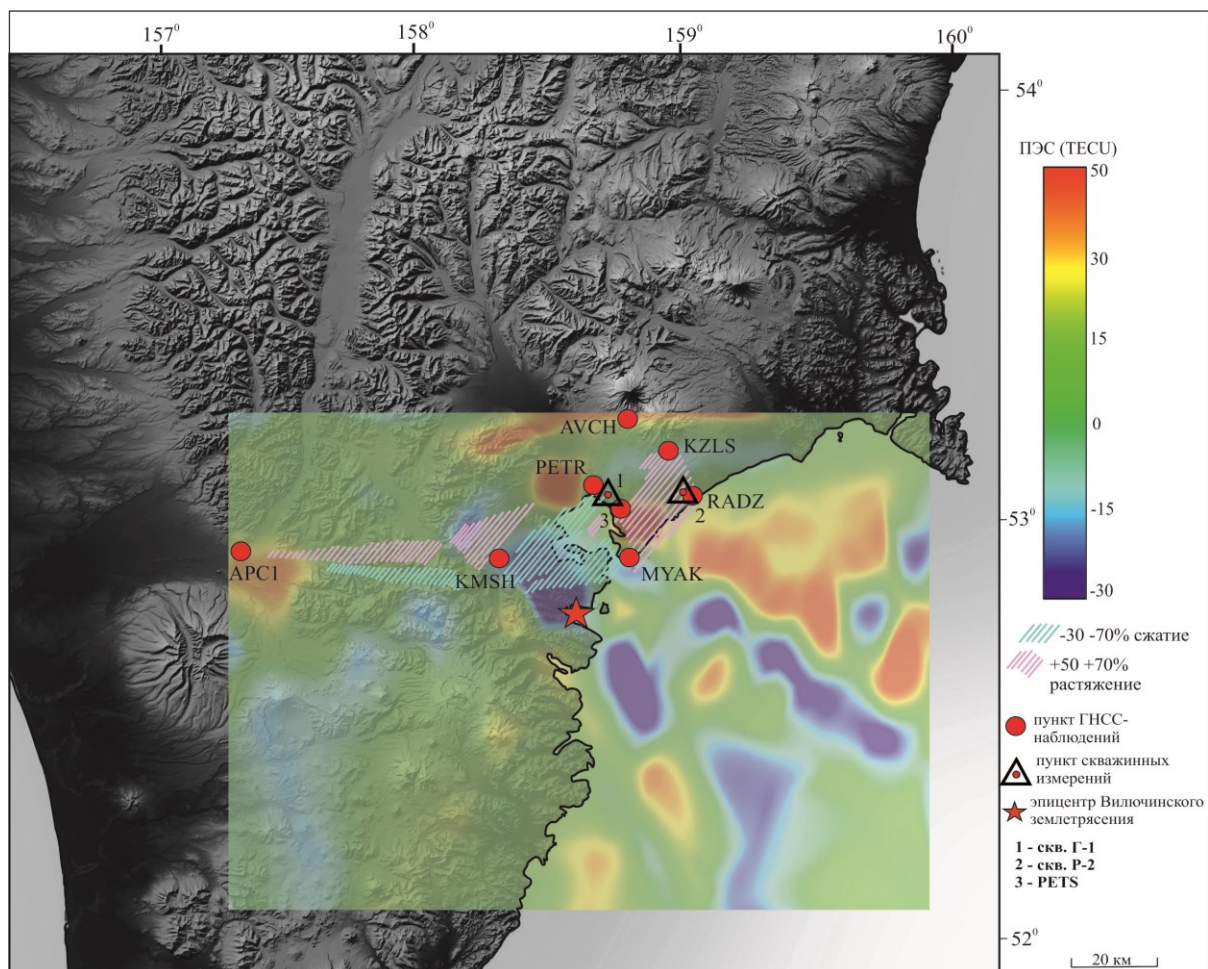 157⁰ 158⁰ 159⁰ 160⁰
54⁰
ПЭС (TECU)
50
30
15
0
-15
-30
53⁰
52⁰
AVCH
KZLS
PETR
1
RADZ
2
3
APC1
KMSH
MYAK
-30 -70% сжатие
+50 +70%
растяжение
пункт ГНСС-
наблюдений
пункт скважинных
измерений
эпицентр Вилючинского
землетрясения
1 - скв. Г-1
2 - скв. Р-2
3 - PETS
20 км